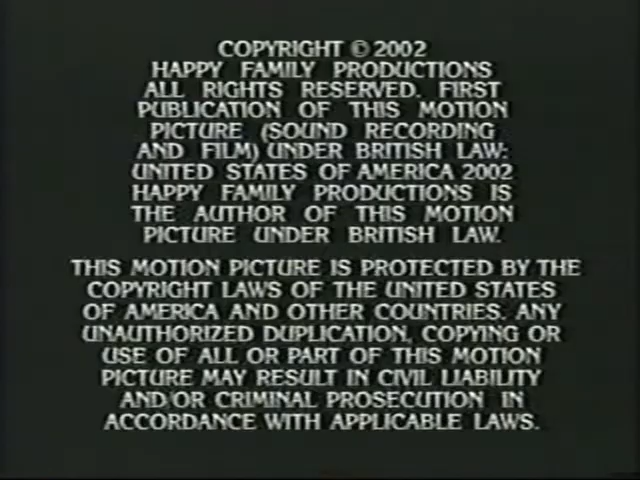 COPYRIGHT © 2002
HAPPY FAMILY PRODUCTIONS
ALL RIGHTS RESERVED. FIRST
PUBLICATION OF THIS MOTION
PICTURE (SOUND RECORDING
AND FILM) UNDER BRITISH LAW:
UNITED STATES OF AMERICA 2002
HAPPY FAMILY PRODUCTIONS IS
THE AUTHOR OF THIS MOTION
PICTURE UNDER BRITISH LAW.
THIS MOTION PICTURE IS PROTECTED BY THE
COPYRIGHT LAWS OF THE UNITED STATES
OF AMERICA AND OTHER COUNTRIES. ANY
UNAUTHORIZED DUPLICATION, COPYING OR
USE OF ALL OR PART OF THIS MOTION
PICTURE MAY RESULT IN CIVIL LIABILITY
AND/OR CRIMINAL PROSECUTION IN
ACCORDANCE WITH APPLICABLE LAWS.